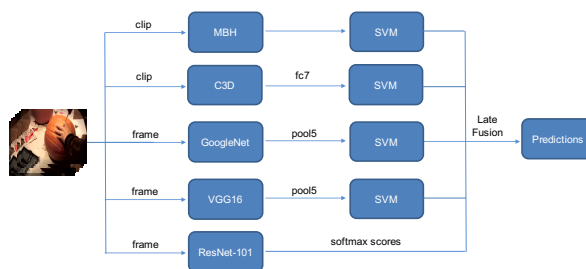 clip
MBH
SVM
clip
C3D
fc7
SVM
frame
GoogleNet
pool5
SVM
Late
Fusion
Predictions
frame
VGG16
pool5
SVM
frame
ResNet-101
softmax scores